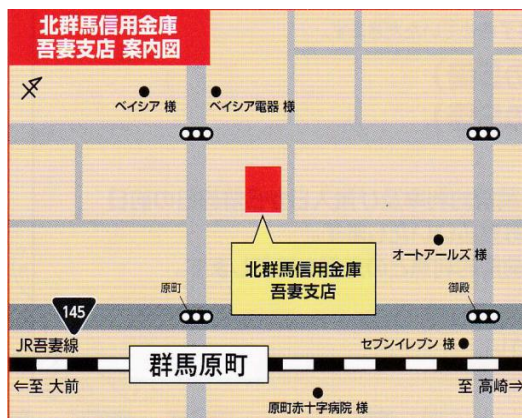 北群馬信用金庫
吾妻支店 案内図
ベイシア 様
ベイシア電器 様
オートアールズ 様
北群馬信用金庫
吾妻支店
原町
御殿
145
JR吾妻線
セブンイレブン 様
群馬原町
←至 大前
至 高崎→
原町赤十字病院 様